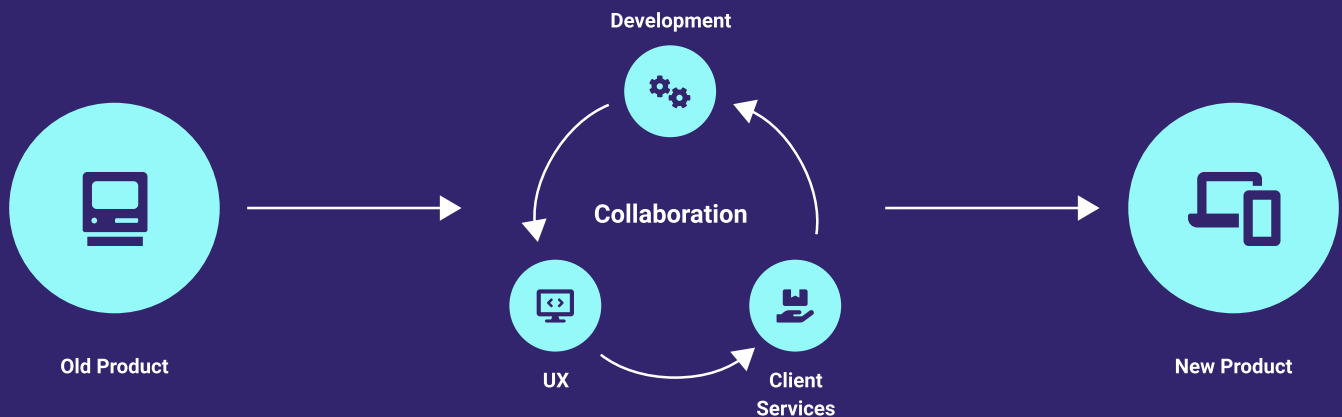 Development
Collaboration
Old Product
UX
Client
Services
New Product